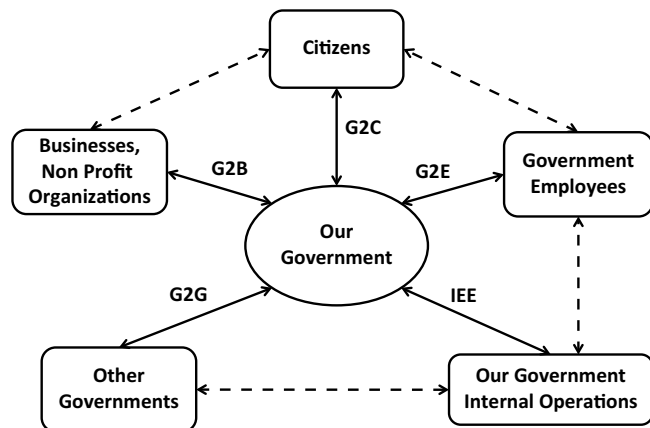 Citizens
G2C
Businesses,
Non Profit
Organizations
G2B
G2E
Government
Employees
Our
Government
G2G
IEE
Other
Governments
Our Government
Internal Operations